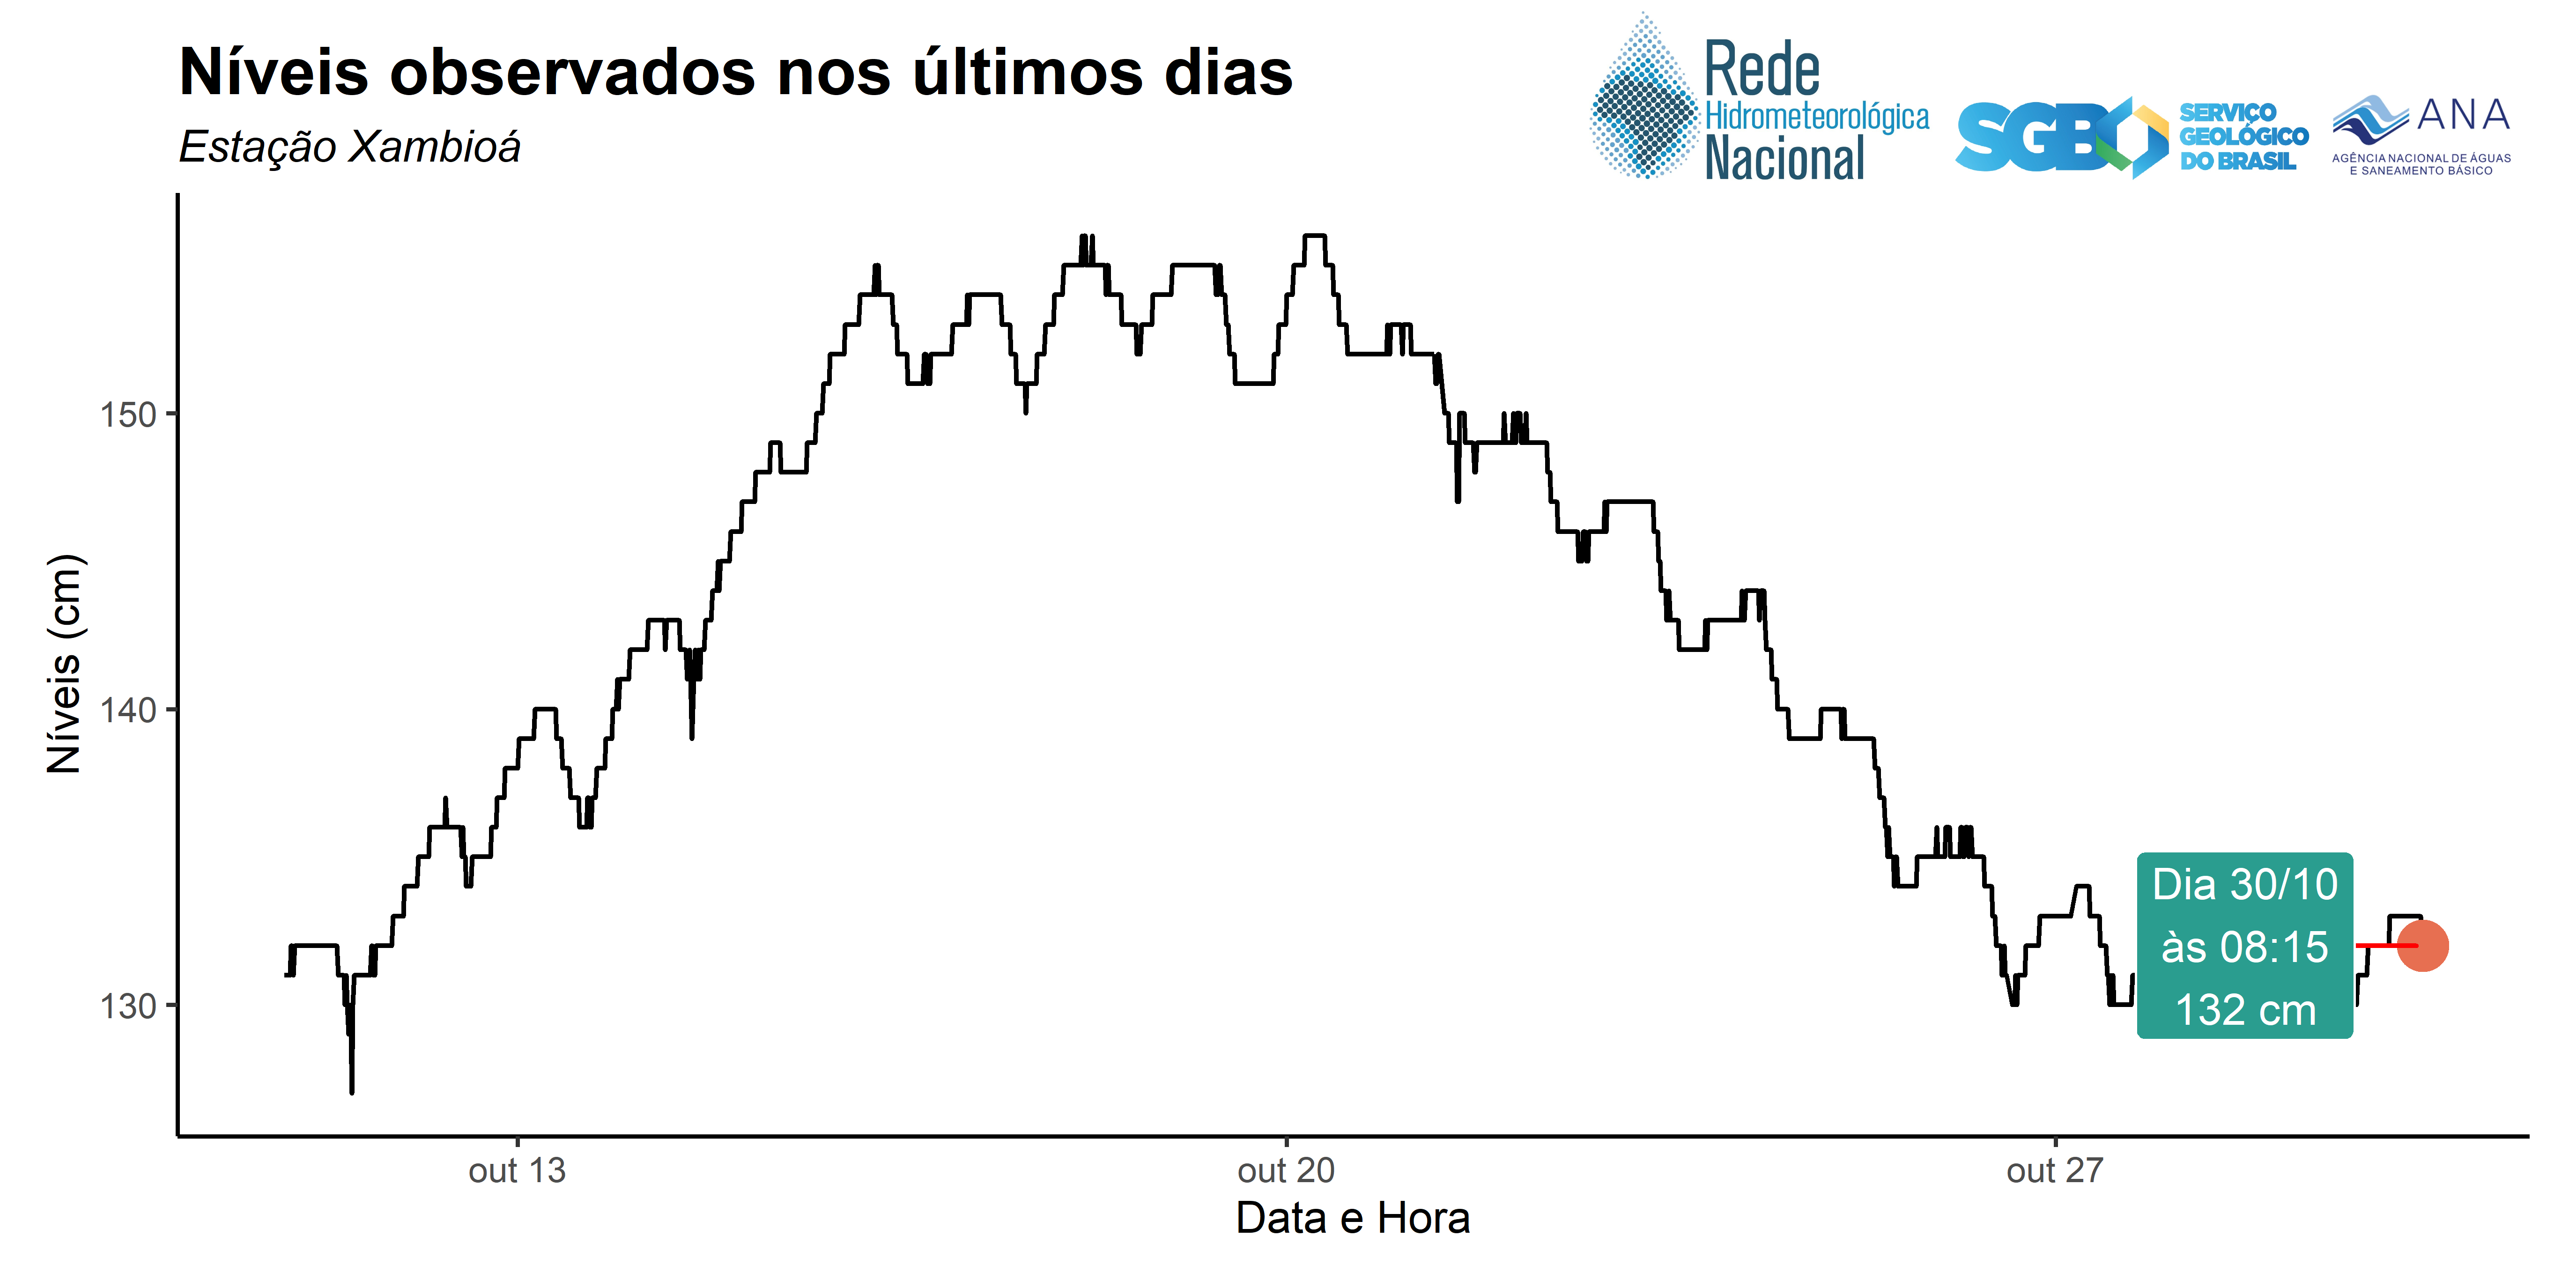 Níveis observados nos últimos dias
Estação Xambioá
Rede
Hidrometeorológica
Nacional
SGB
SERVIÇO
GEOLÓGICO
DO BRASIL
ANA
AGÊNCIA NACIONAL DE ÁGUAS
E SANEAMENTO BÁSICO
Níveis (cm)
150
140
130
Dia 30/10
às 08:15
132 cm
out 13
out 20
out 27
Data e Hora